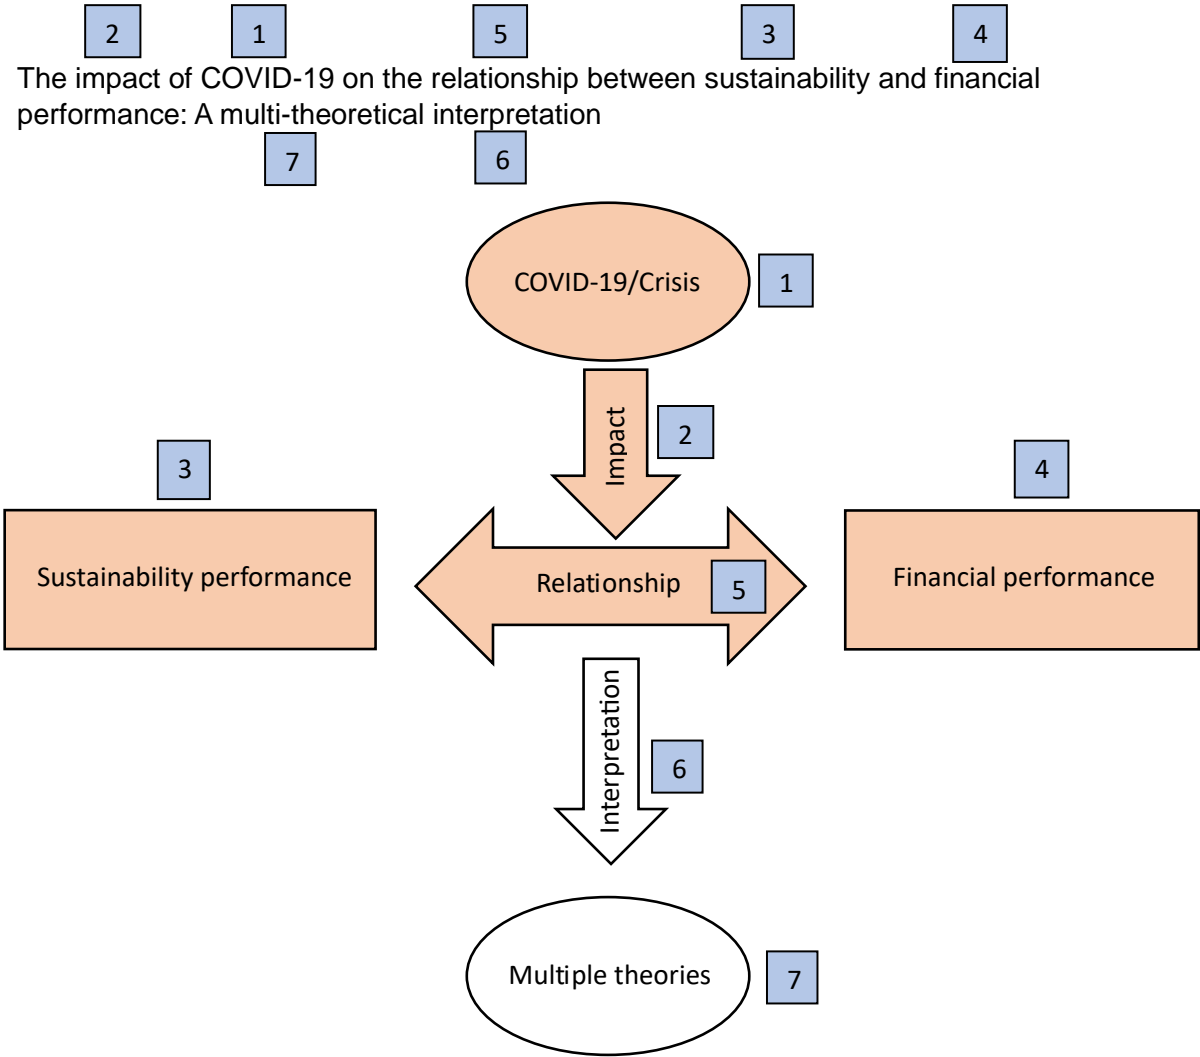 2 1 5 3 4
The impact of COVID-19 on the relationship between sustainability and financial
performance: A multi-theoretical interpretation
7 6
COVID-19/Crisis
1
Impact
2
3
4
Sustainability performance
Relationship
5
Financial performance
Interpretation
6
Multiple theories
7